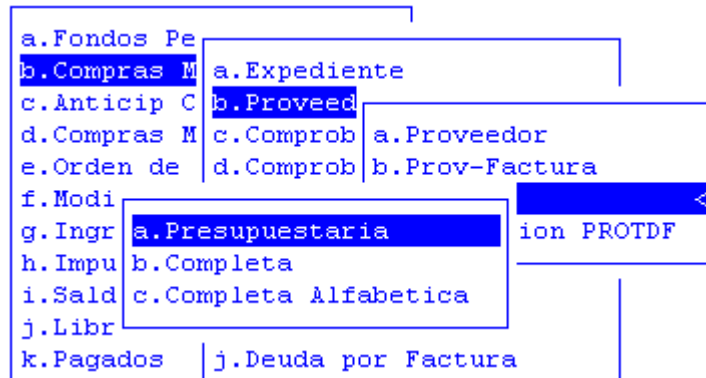 a.Fondos Pe
b.Compras M
c.Anticip C
d.Compras M
e.Orden de
f.Modi
g.Ingr
h.Impu
i.Sald
j.Libr
k.Pagados
a.Expediente
b.Proveed
c.Comprob
d.Comprob
j.Deuda por Factura
a.Proveedor
b.Prov-Factura
<
ion PROTDF
a.Presupuestaria
b.Completa
c.Completa Alfabetica